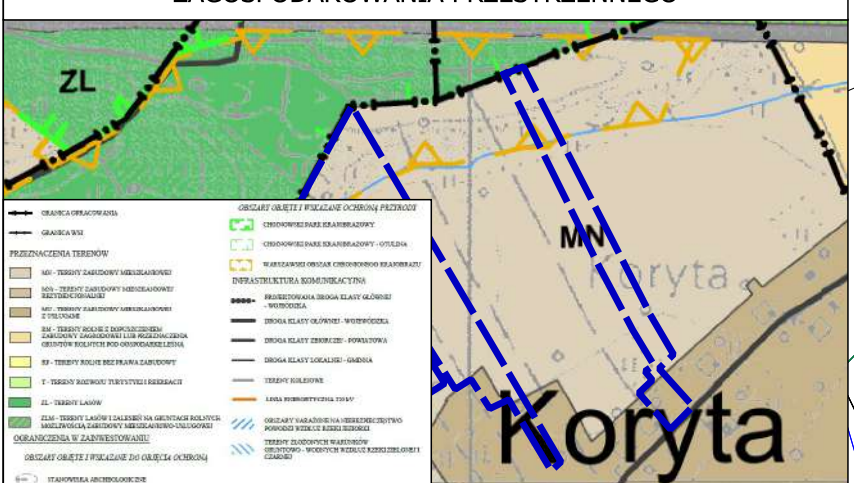 ZAGOSPODAROWANIA PRZESTRZENNEGO
ZL
MN
Koryta
Koryta
GRANICA OPRACOWANIA
GRANICA WSI
PRZEZNACZENIA TERENÓW
MN - TERENY ZABUDOWY MIESZKANIOWEJ
MNR - TERENY ZABUDOWY MIESZKANIOWEJ
REZYDENCJONALNEJ
MU - TERENY ZABUDOWY MIESZKANIOWEJ
Z USŁUGAMI
RM - TERENY ROLNE Z DOPUSZCZENIEM
ZABUDOWY ZAGRODOWEJ LUB PRZEZNACZENIA
GRUNTÓW ROLNYCH POD GOSPODARKĘ LEŚNĄ
RP - TERENY ROLNE BEZ PRAWA ZABUDOWY
T - TERENY ROZWOJU TURYSTYKI I REKREACJI
ZL - TERENY LASÓW
ZLM - TERENY LASÓW I ZALESIEŃ NA GRUNTACH ROLNYCH
MOŻLIWOŚCIĄ ZABUDOWY MIESZKANIOWO-USŁUGOWEJ
OGRANICZENIA W ZAINWESTOWANIU
OBSZARY OBJĘTE I WSKAZANE DO OBJĘCIA OCHRONĄ
STANOWISKA ARCHEOLOGICZNE
OBSZARY OBJĘTE I WSKAZANE OCHRONĄ PRZYRODY
CHOJNOWSKI PARK KRAJOBRAZOWY
CHOJNOWSKI PARK KRAJOBRAZOWY - OTULINA
WARSZAWSKI OBSZAR CHRONIONEGO KRAJOBRAZU
INFRASTRUKTURA KOMUNIKACYJNA
PROJEKTOWANA DROGA KLASY GŁÓWNEJ
- WOJEWÓDZKA
DROGA KLASY GŁÓWNEJ - WOJEWÓDZKA
DROGA KLASY ZBIORCZEJ - POWIATOWA
DROGA KLASY LOKALNEJ - GMINNA
TERENY KOLEJOWE
LINIA ENERGETYCZNA 220 kV
OBSZARY NARAŻONE NA NIEBEZPIECZEŃSTWO
POWODZI WZDŁUŻ RZEKI JEZIORKI
TERENY ZŁOŻONYCH WARUNKÓW
GRUNTOWO - WODNYCH WZDŁUŻ RZEKI ZIELONEJ I
CZARNEJ